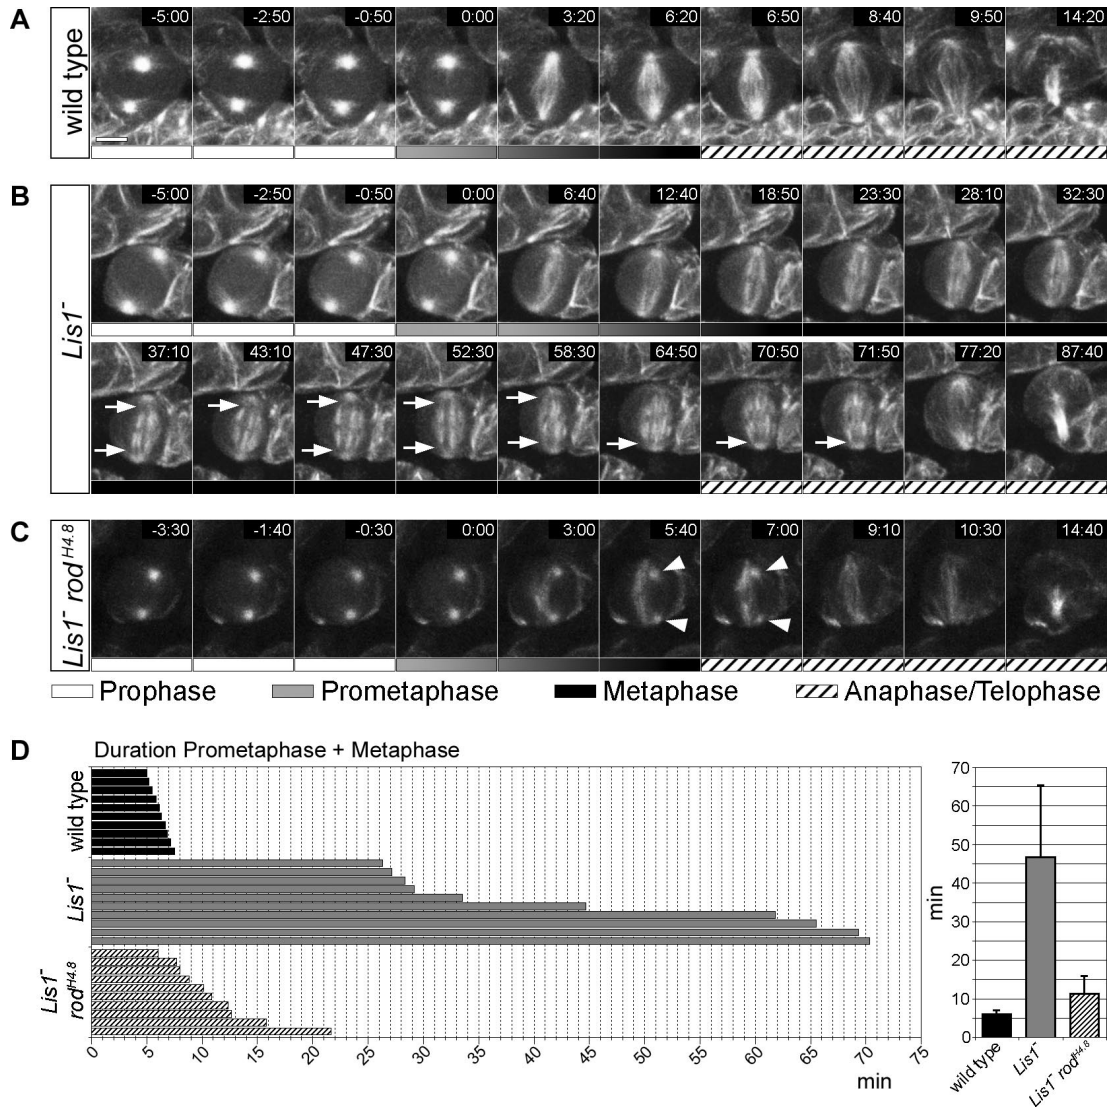 A
wild type
-5:00 -2:50 -0:50 0:00 3:20 6:20 6:50 8:40 9:50 14:20
B
Lis1⁻
-5:00 -2:50 -0:50 0:00 6:40 12:40 18:50 23:30 28:10 32:30
37:10 43:10 47:30 52:30 58:30 64:50 70:50 71:50 77:20 87:40
C
Lis1⁻ rod H4.8
-3:30 -1:40 -0:30 0:00 3:00 5:40 7:00 9:10 10:30 14:40
Prophase Prometaphase Metaphase Anaphase/Telophase
D
Duration Prometaphase + Metaphase
wild type
Lis1⁻
Lis1⁻
rod H4.8
0 5 10 15 20 25 30 35 40 45 50 55 60 65 70 75
min
70
60
50
40
30
20
10
0
min
wild type
Lis1⁻
Lis1⁻ rod H4.8